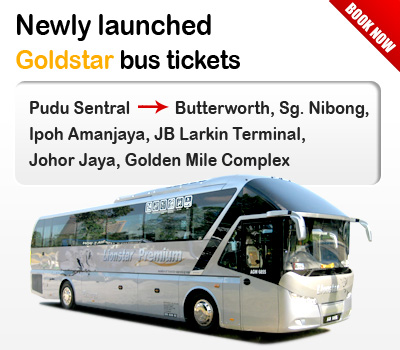 Newly launched
BOOK NOW
Goldstar bus tickets
Pudu Sentral → Butterworth, Sg. Nibong,
Ipoh Amanjaya, JB Larkin Terminal,
Johor Jaya, Golden Mile Complex
Premium